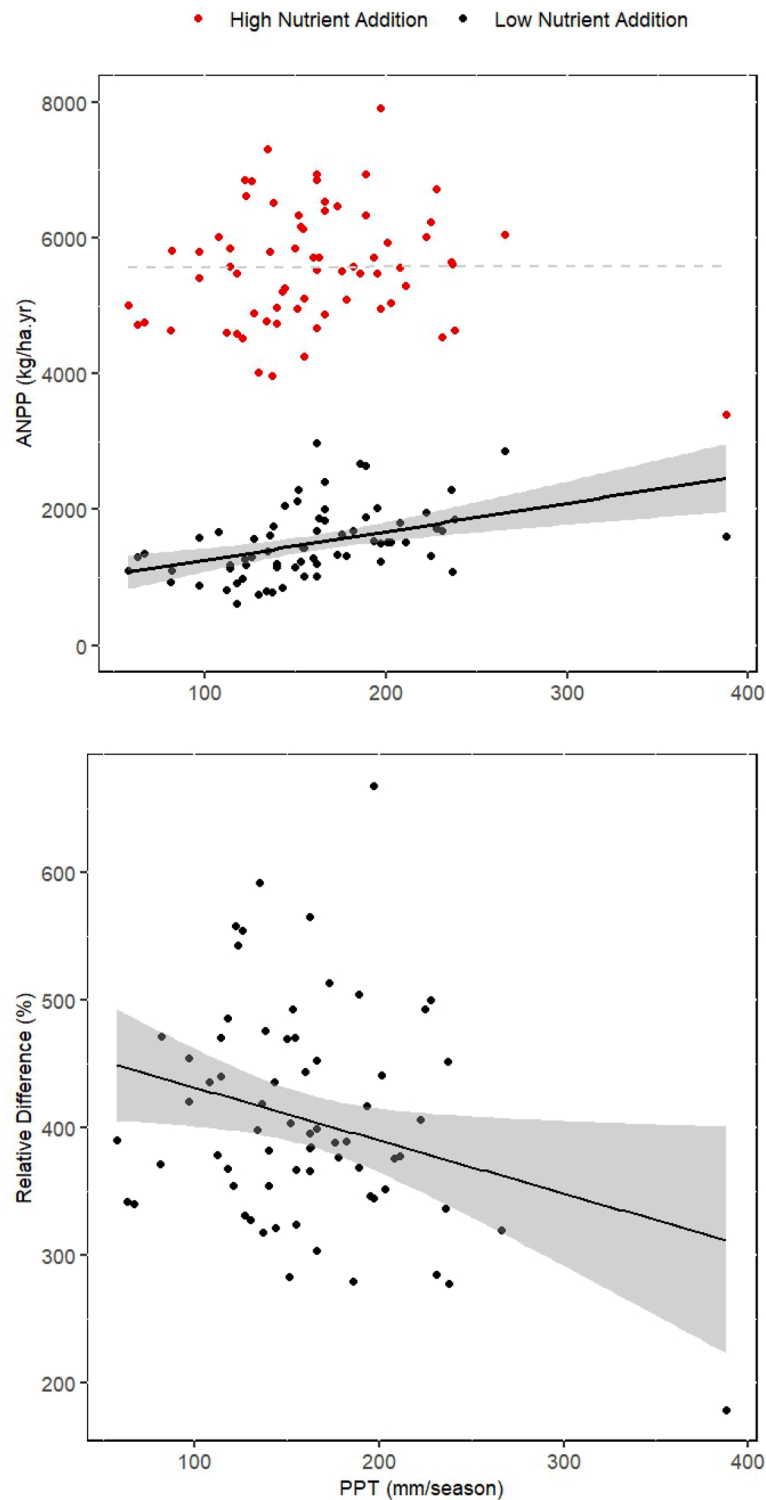 High Nutrient Addition Low Nutrient Addition
8000
6000
4000
2000
0
ANPP (kg/ha.yr)
100 200 300 400
600
500
400
300
200
Relative Difference (%)
100 200 300 400
PPT (mm/season)